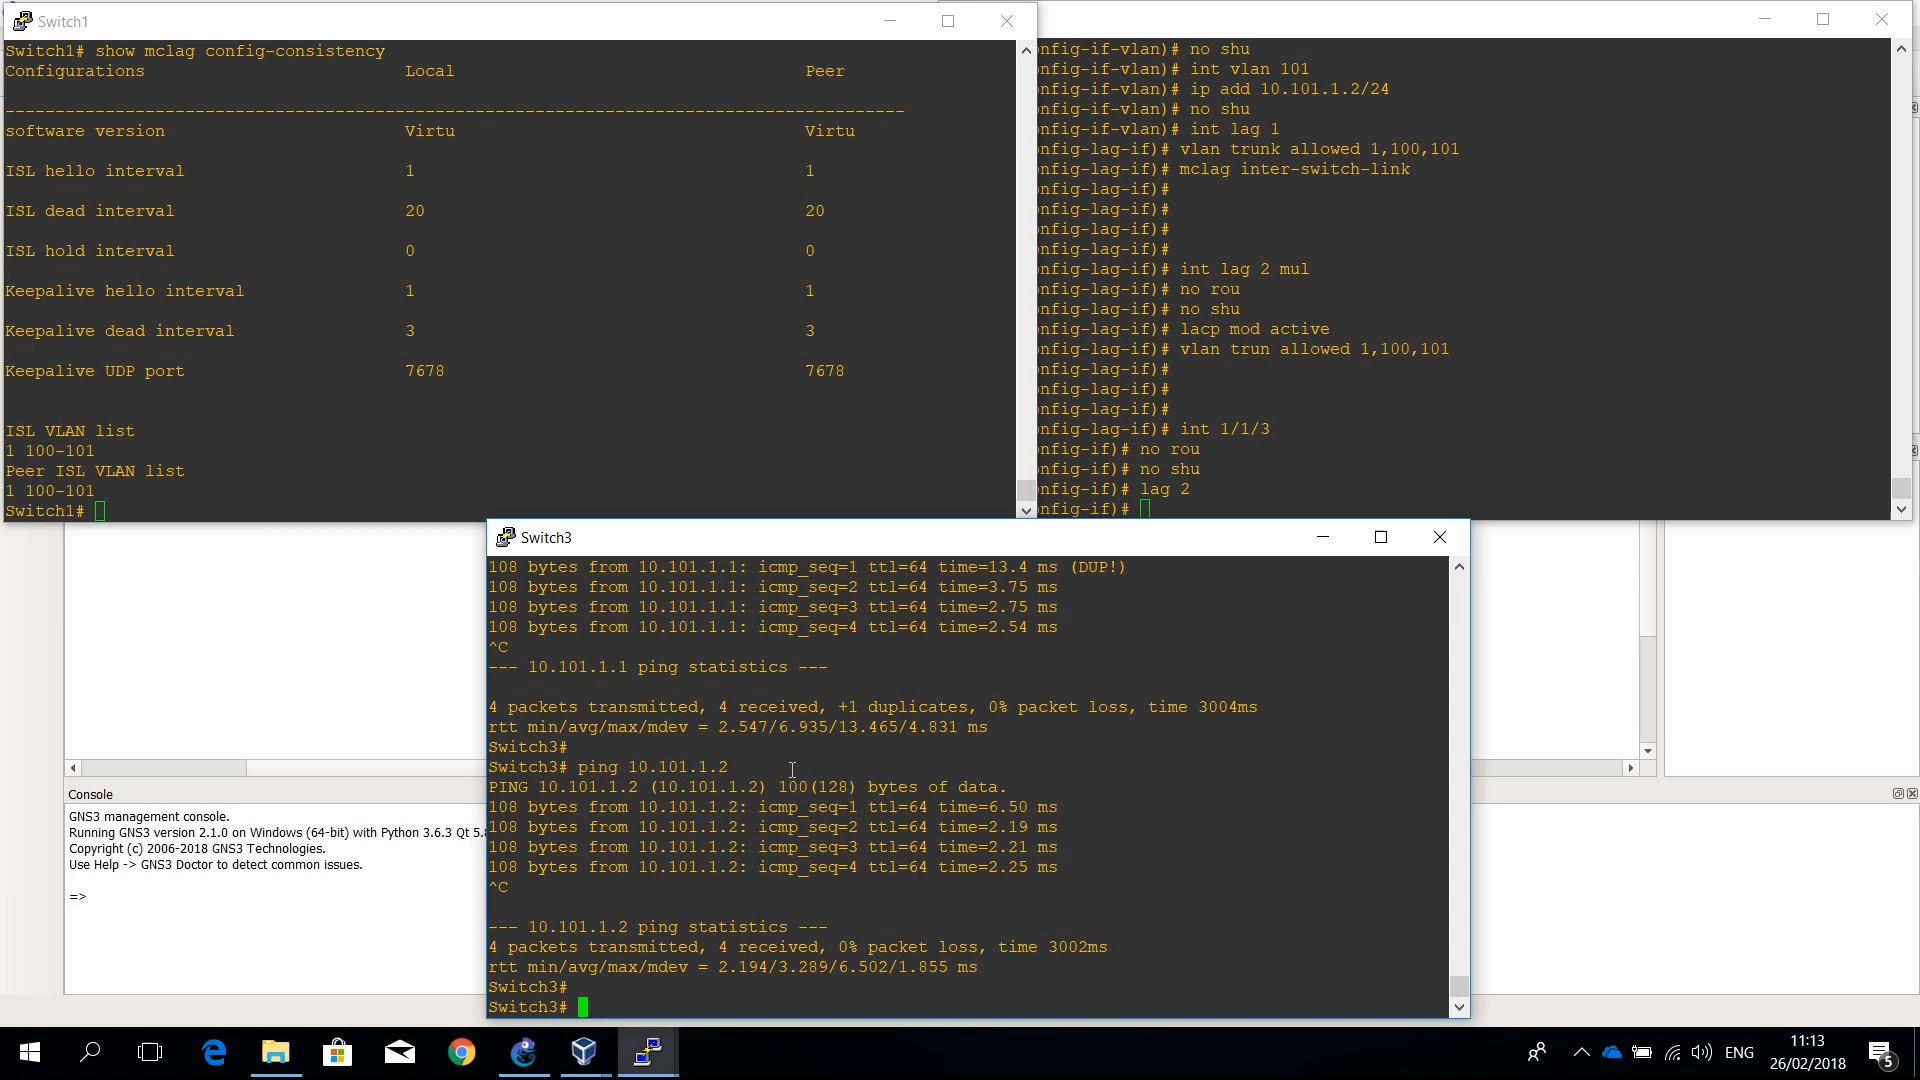 Switch1
Switch1# show mclag config-consistency
Configurations Local Peer
------------------------------------------------------------------------------------------
software version Virtu Virtu
ISL hello interval 1 1
ISL dead interval 20 20
ISL hold interval 0 0
Keepalive hello interval 1 1
Keepalive dead interval 3 3
Keepalive UDP port 7678 7678
ISL VLAN list
1 100-101
Peer ISL VLAN list
1 100-101
Switch1#
nfig-if-vlan)# no shu
nfig-if-vlan)# int vlan 101
nfig-if-vlan)# ip add 10.101.1.2/24
nfig-if-vlan)# no shu
nfig-if-vlan)# int lag 1
nfig-lag-if)# vlan trunk allowed 1,100,101
nfig-lag-if)# mclag inter-switch-link
nfig-lag-if)#
nfig-lag-if)#
nfig-lag-if)#
nfig-lag-if)#
nfig-lag-if)# int lag 2 mul
nfig-lag-if)# no rou
nfig-lag-if)# no shu
nfig-lag-if)# lacp mod active
nfig-lag-if)# vlan trun allowed 1,100,101
nfig-lag-if)#
nfig-lag-if)#
nfig-lag-if)#
nfig-lag-if)# int 1/1/3
nfig-if)# no rou
nfig-if)# no shu
nfig-if)# lag 2
nfig-if)#
Switch3
108 bytes from 10.101.1.1: icmp_seq=1 ttl=64 time=13.4 ms (DUP!)
108 bytes from 10.101.1.1: icmp_seq=2 ttl=64 time=3.75 ms
108 bytes from 10.101.1.1: icmp_seq=3 ttl=64 time=2.75 ms
108 bytes from 10.101.1.1: icmp_seq=4 ttl=64 time=2.54 ms
^C
--- 10.101.1.1 ping statistics ---
4 packets transmitted, 4 received, +1 duplicates, 0% packet loss, time 3004ms
rtt min/avg/max/mdev = 2.547/6.935/13.465/4.831 ms
Switch3#
Switch3# ping 10.101.1.2
PING 10.101.1.2 (10.101.1.2) 100(128) bytes of data.
108 bytes from 10.101.1.2: icmp_seq=1 ttl=64 time=6.50 ms
108 bytes from 10.101.1.2: icmp_seq=2 ttl=64 time=2.19 ms
108 bytes from 10.101.1.2: icmp_seq=3 ttl=64 time=2.21 ms
108 bytes from 10.101.1.2: icmp_seq=4 ttl=64 time=2.25 ms
^C
--- 10.101.1.2 ping statistics ---
4 packets transmitted, 4 received, 0% packet loss, time 3002ms
rtt min/avg/max/mdev = 2.194/3.289/6.502/1.855 ms
Switch3#
Switch3#
Console
GNS3 management console.
Running GNS3 version 2.1.0 on Windows (64-bit) with Python 3.6.3 Qt 5.
Copyright (c) 2006-2018 GNS3 Technologies.
Use Help -> GNS3 Doctor to detect common issues.
=>
ENG
11:13
26/02/2018
5